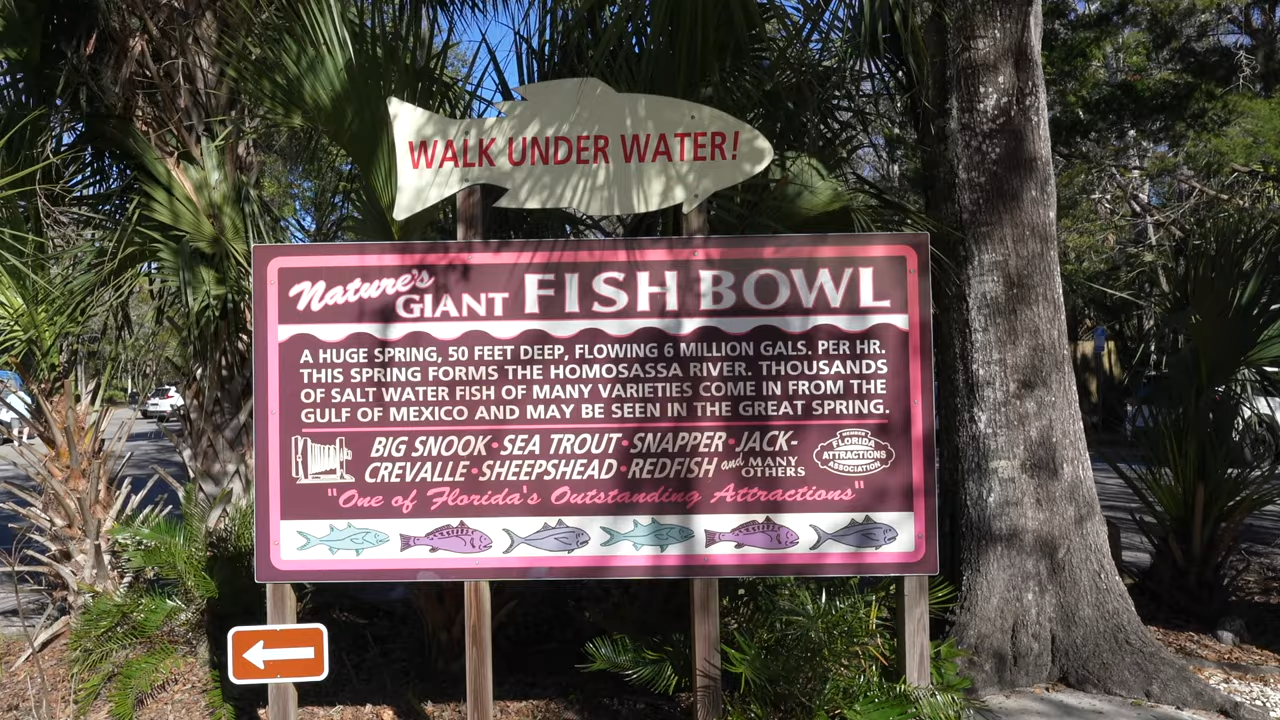 WALK UNDER WATER!
Nature's GIANT FISH BOWL
A HUGE SPRING, 50 FEET DEEP, FLOWING 6 MILLION GALS. PER HR.
THIS SPRING FORMS THE HOMOSASSA RIVER. THOUSANDS
OF SALT WATER FISH OF MANY VARIETIES COME IN FROM THE
GULF OF MEXICO AND MAY BE SEEN IN THE GREAT SPRING.
BIG SNOOK • SEA TROUT • SNAPPER • JACK-
CREVALLE • SHEEPSHEAD • REDFISH and MANY OTHERS
MEMBER
FLORIDA
ATTRACTIONS
ASSOCIATION
"One of Florida's Outstanding Attractions"